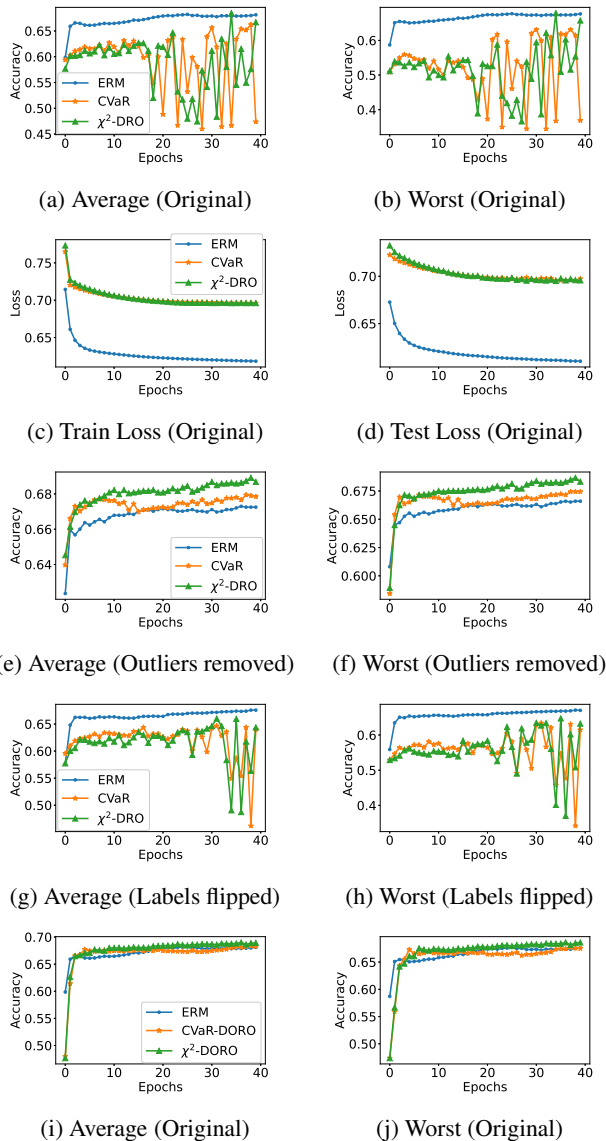 Accuracy
0.65
0.60
0.55
0.50
0.45
ERM
CVaR
χ²-DRO
0 10 20 30 40
Epochs
(a) Average (Original)
Accuracy
0.6
0.5
0.4
0 10 20 30 40
Epochs
(b) Worst (Original)
Loss
0.75
0.70
0.65
ERM
CVaR
χ²-DRO
0 10 20 30 40
Epochs
(c) Train Loss (Original)
Loss
0.70
0.65
0 10 20 30 40
Epochs
(d) Test Loss (Original)
Accuracy
0.68
0.66
0.64
ERM
CVaR
χ²-DRO
0 10 20 30 40
Epochs
(e) Average (Outliers removed)
Accuracy
0.675
0.650
0.625
0.600
0 10 20 30 40
Epochs
(f) Worst (Outliers removed)
Accuracy
0.65
0.60
0.55
0.50
ERM
CVaR
χ²-DRO
0 10 20 30 40
Epochs
(g) Average (Labels flipped)
Accuracy
0.6
0.5
0.4
0 10 20 30 40
Epochs
(h) Worst (Labels flipped)
Accuracy
0.70
0.65
0.60
0.55
0.50
ERM
CVaR-DORO
χ²-DORO
0 10 20 30 40
Epochs
(i) Average (Original)
Accuracy
0.65
0.60
0.55
0.50
0 10 20 30 40
Epochs
(j) Worst (Original)